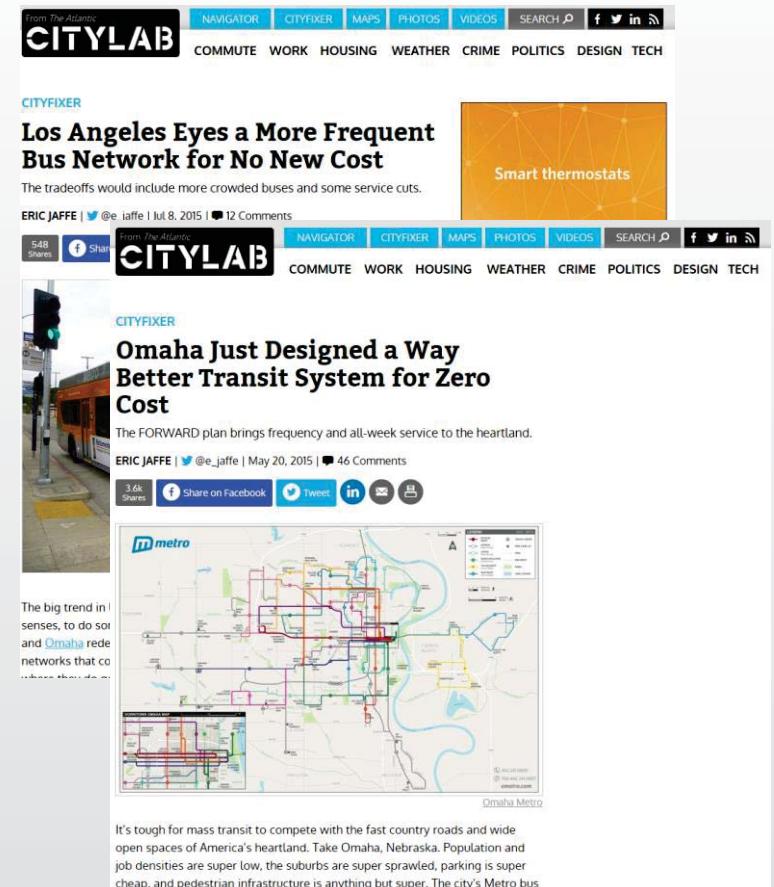 From The Atlantic
CITYLAB
NAVIGATOR CITYFIXER MAPS PHOTOS VIDEOS SEARCH
COMMUTE WORK HOUSING WEATHER CRIME POLITICS DESIGN TECH
CITYFIXER
Los Angeles Eyes a More Frequent
Bus Network for No New Cost
The tradeoffs would include more crowded buses and some service cuts.
ERIC JAFFE | @e_jaffe | Jul 8, 2015 | 12 Comments
548
Shares
Smart thermostats
The big trend in
and Omaha
networks that
From The Atlantic
CITYLAB
NAVIGATOR CITYFIXER MAPS PHOTOS VIDEOS SEARCH
COMMUTE WORK HOUSING WEATHER CRIME POLITICS DESIGN TECH
CITYFIXER
Omaha Just Designed a Way
Better Transit System for Zero
Cost
The FORWARD plan brings frequency and all-week service to the heartland.
ERIC JAFFE | @e_jaffe | May 20, 2015 | 46 Comments
3.6k
Shares
Share on Facebook Tweet
metro
Omaha Metro
It's tough for mass transit to compete with the fast country roads and wide
open spaces of America's heartland. Take Omaha, Nebraska. Population and
job densities are super low, the suburbs are super sprawled, parking is super
cheap, and pedestrian infrastructure is anything but super. The city's Metro bus